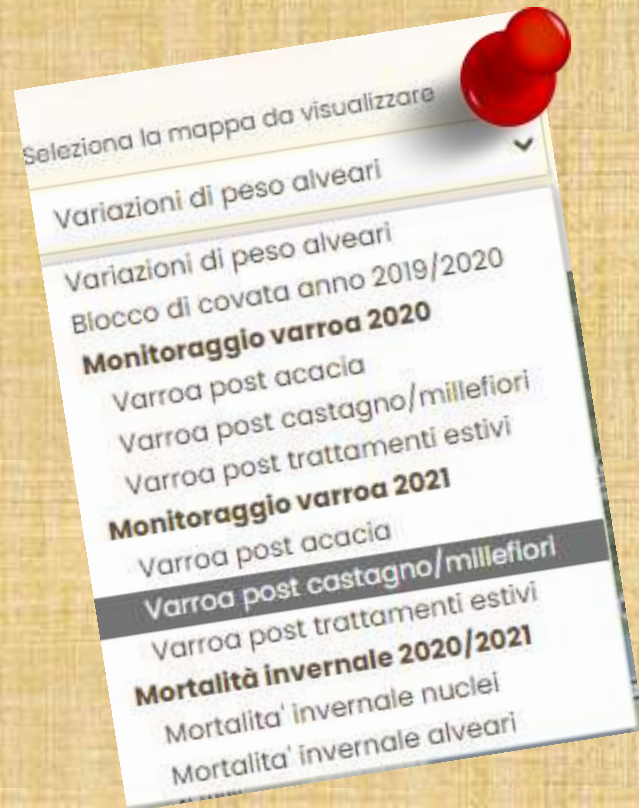 Seleziona la mappa da visualizzare
Variazioni di peso alveari
Variazioni di peso alveari
Blocco di covata anno 2019/2020
Monitoraggio varroa 2020
Varroa post acacia
Varroa post castagno/millefiori
Varroa post trattamenti estivi
Monitoraggio varroa 2021
Varroa post acacia
Varroa post castagno/millefiori
Varroa post trattamenti estivi
Mortalità invernale 2020/2021
Mortalita' invernale nuclei
Mortalita' invernale alveari